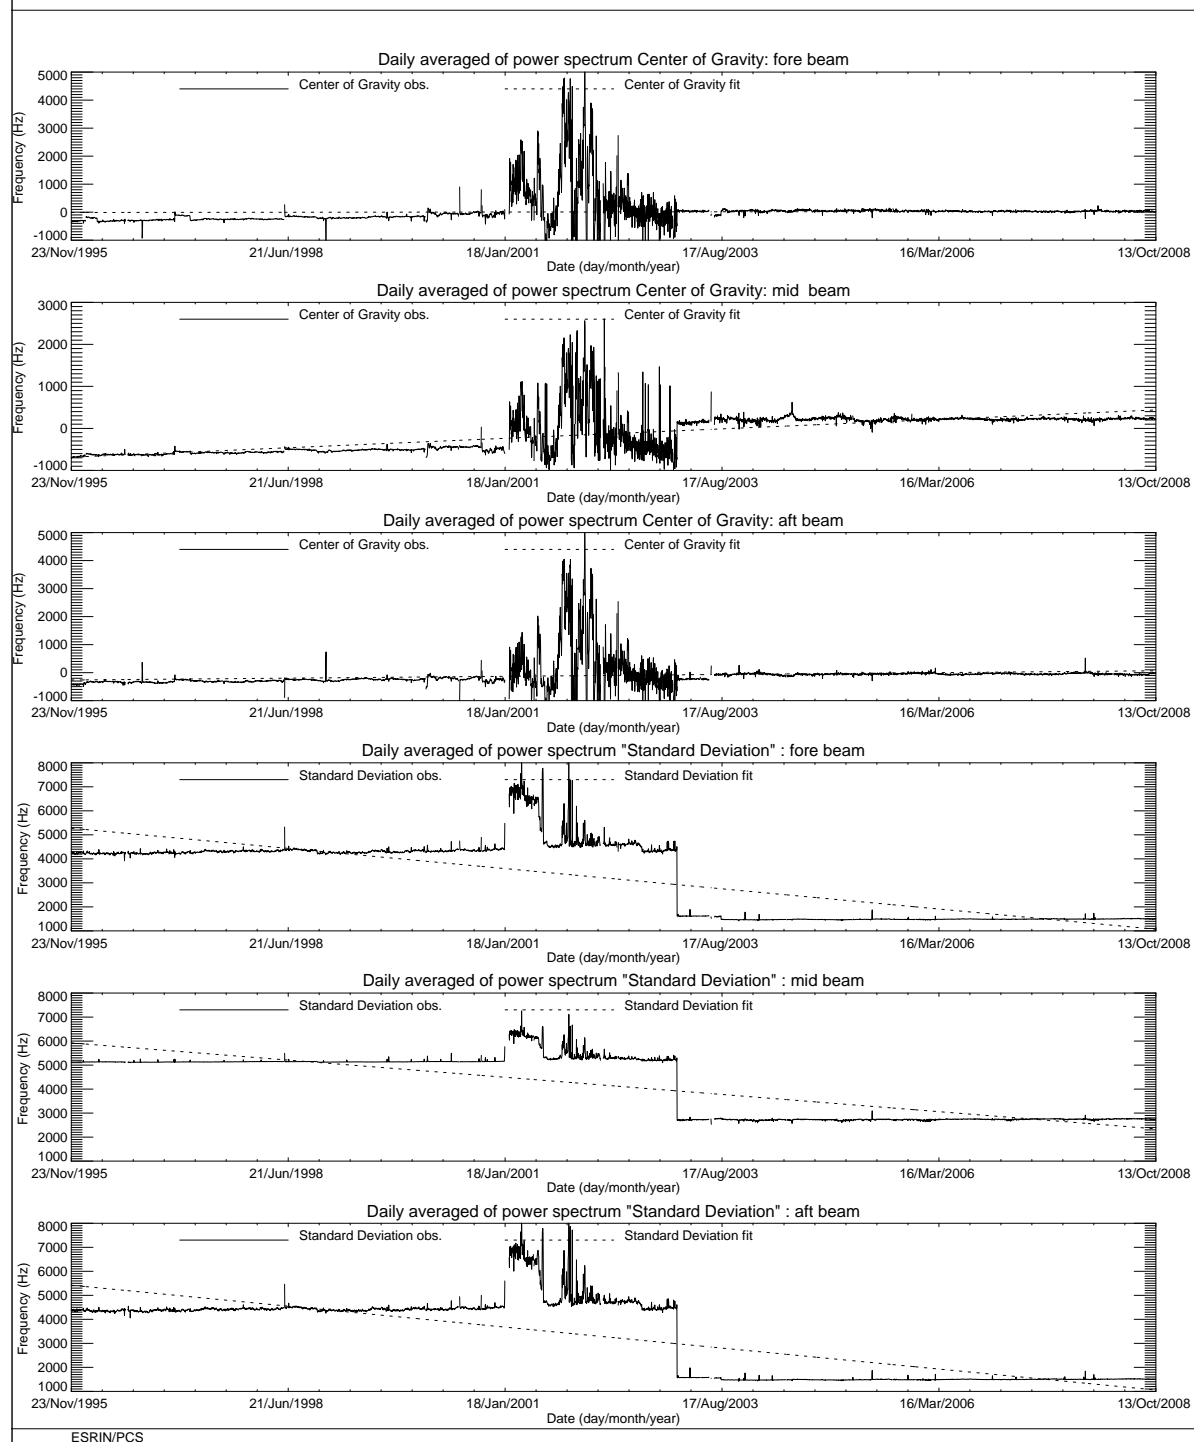 Daily averaged of power spectrum Center of Gravity: fore beam
5000
4000
3000
2000
1000
0
-1000
Frequency (Hz)
Center of Gravity obs.
Center of Gravity fit
23/Nov/1995 21/Jun/1998 18/Jan/2001 17/Aug/2003 16/Mar/2006 13/Oct/2008
Date (day/month/year)
Daily averaged of power spectrum Center of Gravity: mid beam
3000
2000
1000
0
-1000
Frequency (Hz)
Center of Gravity obs.
Center of Gravity fit
23/Nov/1995 21/Jun/1998 18/Jan/2001 17/Aug/2003 16/Mar/2006 13/Oct/2008
Date (day/month/year)
Daily averaged of power spectrum Center of Gravity: aft beam
5000
4000
3000
2000
1000
0
-1000
Frequency (Hz)
Center of Gravity obs.
Center of Gravity fit
23/Nov/1995 21/Jun/1998 18/Jan/2001 17/Aug/2003 16/Mar/2006 13/Oct/2008
Date (day/month/year)
Daily averaged of power spectrum "Standard Deviation" : fore beam
8000
7000
6000
5000
4000
3000
2000
1000
Frequency (Hz)
Standard Deviation obs.
Standard Deviation fit
23/Nov/1995 21/Jun/1998 18/Jan/2001 17/Aug/2003 16/Mar/2006 13/Oct/2008
Date (day/month/year)
Daily averaged of power spectrum "Standard Deviation" : mid beam
8000
7000
6000
5000
4000
3000
2000
1000
Frequency (Hz)
Standard Deviation obs.
Standard Deviation fit
23/Nov/1995 21/Jun/1998 18/Jan/2001 17/Aug/2003 16/Mar/2006 13/Oct/2008
Date (day/month/year)
Daily averaged of power spectrum "Standard Deviation" : aft beam
8000
7000
6000
5000
4000
3000
2000
1000
Frequency (Hz)
Standard Deviation obs.
Standard Deviation fit
23/Nov/1995 21/Jun/1998 18/Jan/2001 17/Aug/2003 16/Mar/2006 13/Oct/2008
Date (day/month/year)
ESRIN/PCS